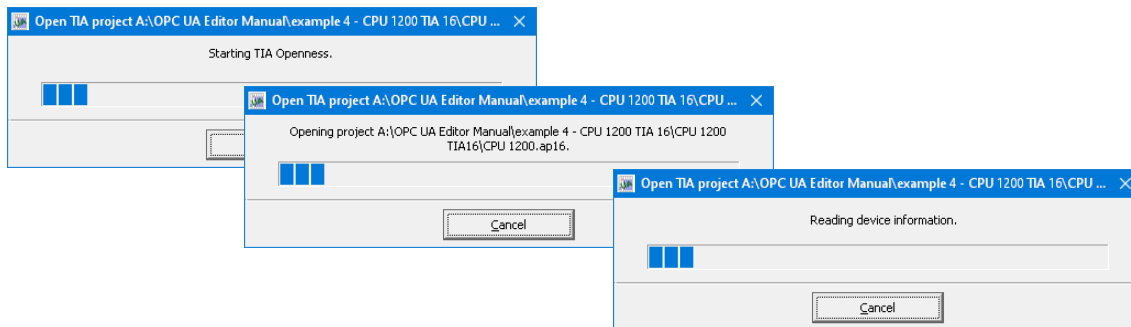 Open TIA project A:\OPC UA Editor Manual\example 4 - CPU 1200 TIA 16\CPU ...
Starting TIA Openness.
Open TIA project A:\OPC UA Editor Manual\example 4 - CPU 1200 TIA 16\CPU ...
Opening project A:\OPC UA Editor Manual\example 4 - CPU 1200 TIA 16\CPU 1200
TIA16\CPU 1200.ap16.
Cancel
Open TIA project A:\OPC UA Editor Manual\example 4 - CPU 1200 TIA 16\CPU ...
Reading device information.
Cancel